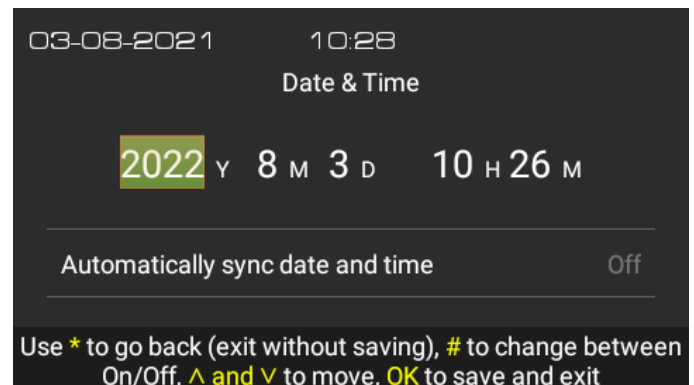 03-08-2021 10:28
Date & Time
2022 Y 8 M 3 D 10 H 26 M
Automatically sync date and time Off
Use * to go back (exit without saving), # to change between
On/Off, ˄ and ˅ to move, OK to save and exit